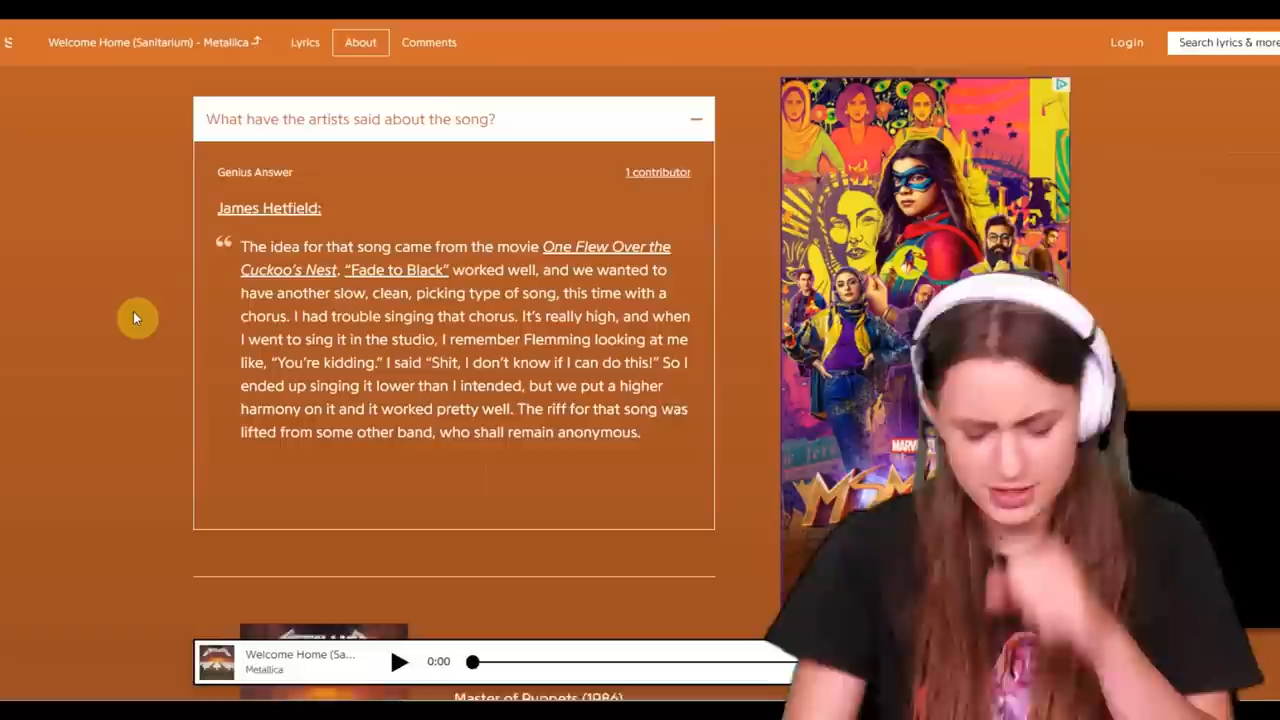 S Welcome Home (Sanitarium) - Metallica Lyrics About Comments Login Search lyrics & more
What have the artists said about the song?
Genius Answer 1 contributor
James Hetfield:
“ The idea for that song came from the movie One Flew Over the
Cuckoo's Nest. “Fade to Black” worked well, and we wanted to
have another slow, clean, picking type of song, this time with a
chorus. I had trouble singing that chorus. It's really high, and when
I went to sing it in the studio, I remember Flemming looking at me
like, “You're kidding.” I said “Shit, I don't know if I can do this!” So I
ended up singing it lower than I intended, but we put a higher
harmony on it and it worked pretty well. The riff for that song was
lifted from some other band, who shall remain anonymous.
MARVEL
Welcome Home (Sa...
Metallica
0:00
Master of Puppets (1986)